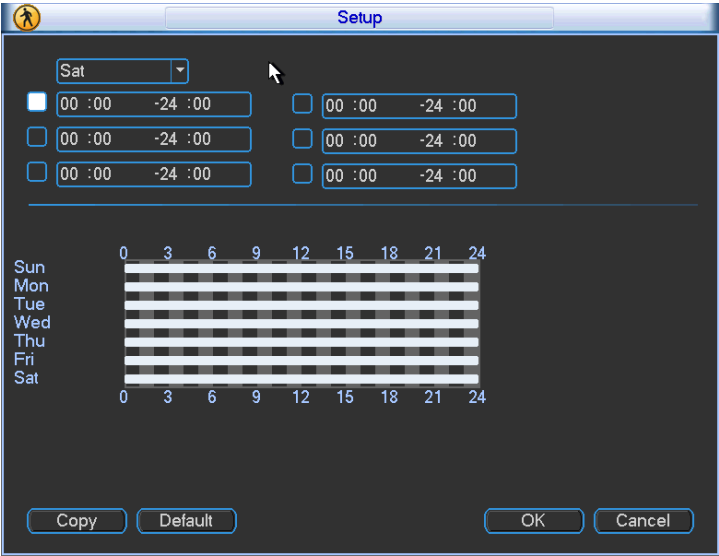 Setup
Sat
00 :00 -24 :00 00 :00 -24 :00
00 :00 -24 :00 00 :00 -24 :00
00 :00 -24 :00 00 :00 -24 :00
0 3 6 9 12 15 18 21 24
Sun
Mon
Tue
Wed
Thu
Fri
Sat
0 3 6 9 12 15 18 21 24
Copy Default OK Cancel